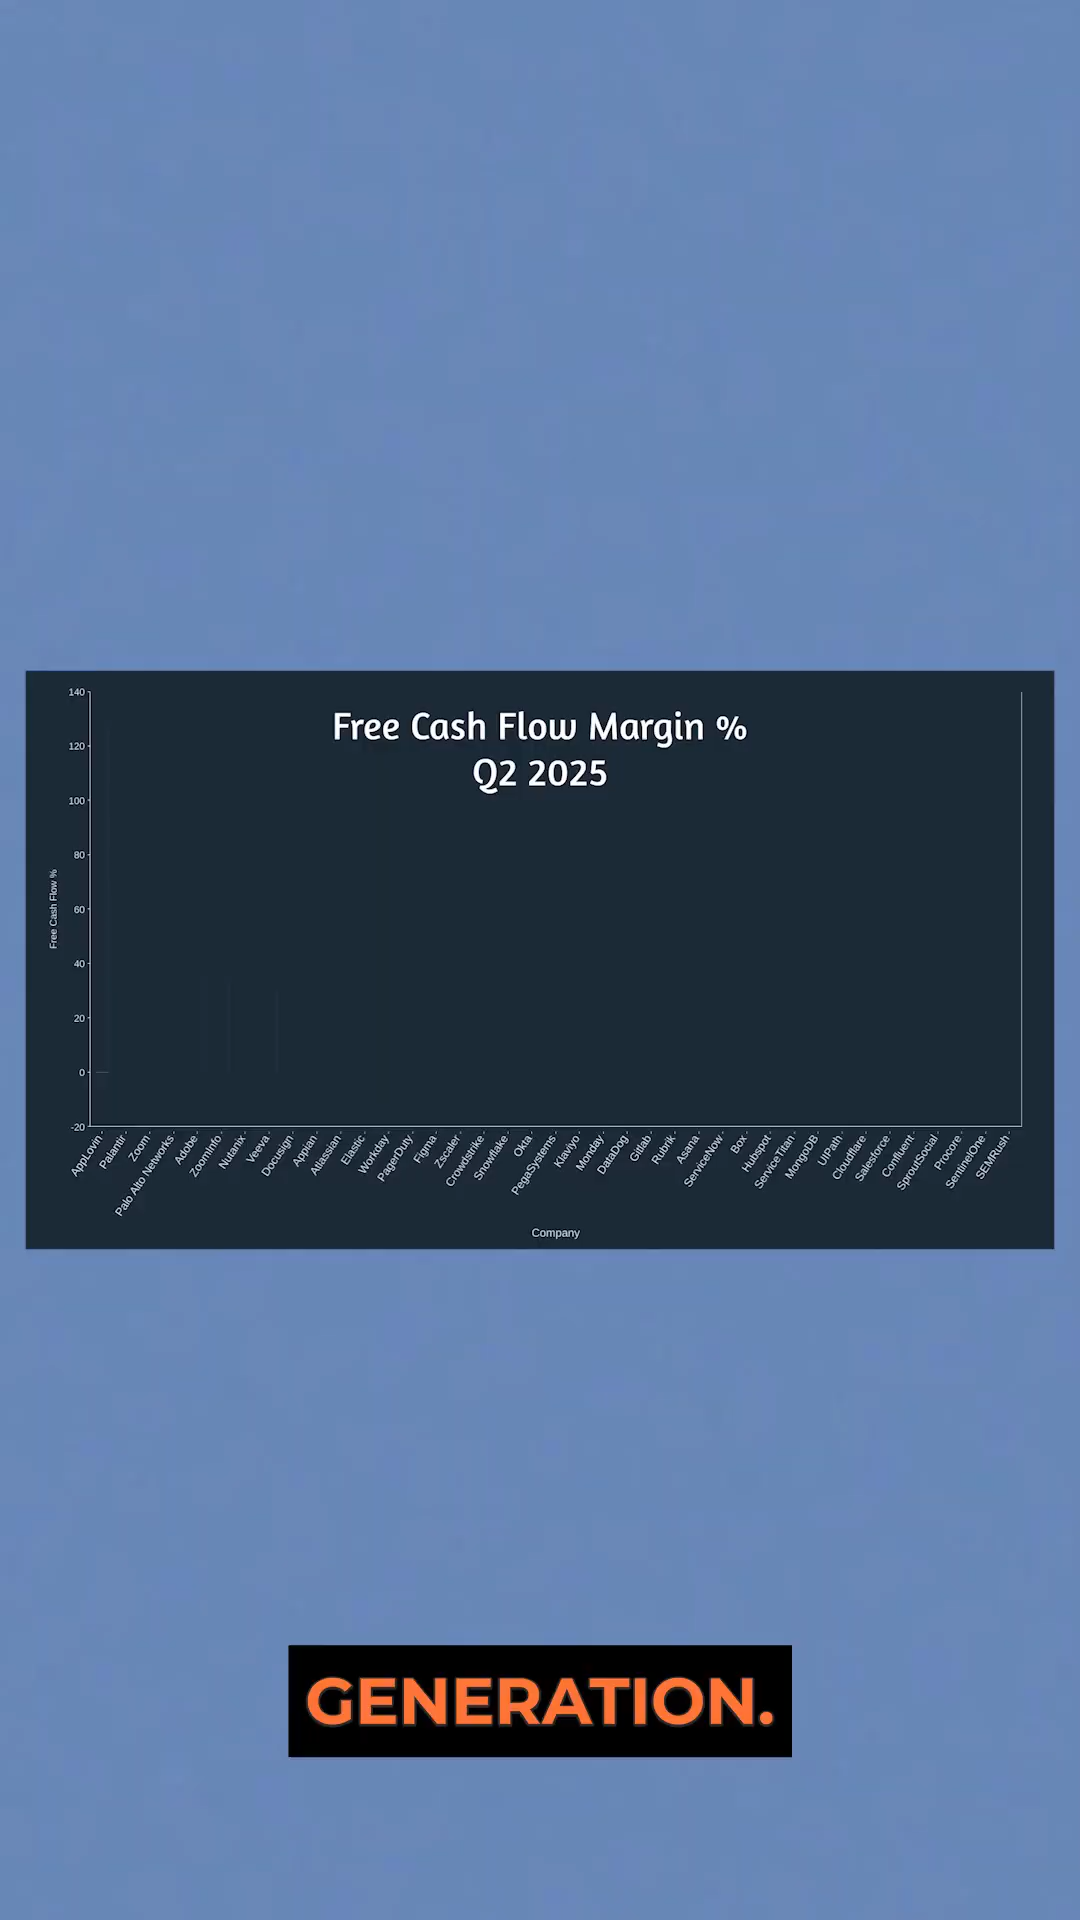 Free Cash Flow Margin %
Q2 2025
140
120
100
80
60
40
20
0
-20
Free Cash Flow %
AppLovin
Palantir
Zoom
Palo Alto Networks
Adobe
ZoomInfo
Nutanix
Veeva
Docusign
Appian
Atlassian
Elastic
Workday
PagerDuty
Figma
Zscaler
Crowdstrike
Snowflake
Okta
PegaSystems
Klaviyo
Monday
DataDog
Gitlab
Rubrik
Asana
ServiceNow
Box
Hubspot
ServiceTitan
MongoDB
UPath
Cloudflare
Salesforce
Confluent
SproutSocial
Procore
SentinelOne
SEMRush
Company
GENERATION.